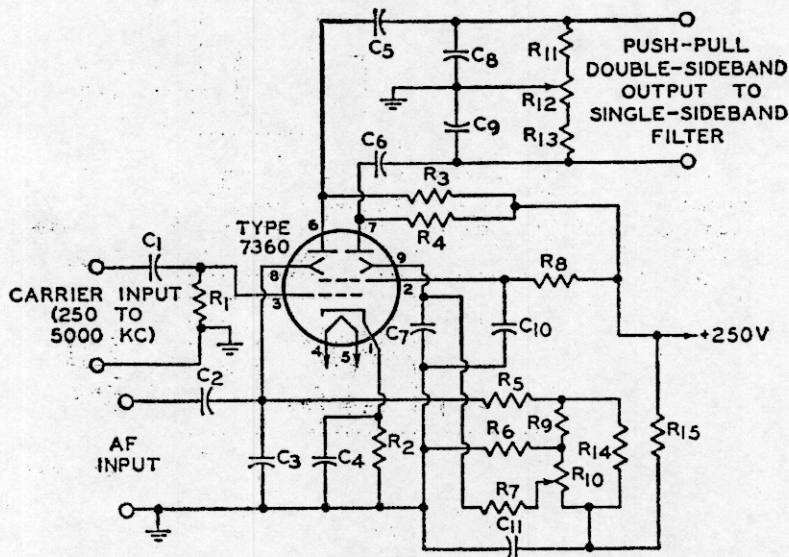 C5
C8
R11
R12
C9
R13
C6
PUSH-PULL
DOUBLE-SIDEBAND
OUTPUT TO
SINGLE-SIDEBAND
FILTER
R3
R4
TYPE
7360
6
7
8
9
3
2
4
5
1
C1
R1
CARRIER INPUT
(250 TO
5000 KC)
R8
C7
C10
+250V
C2
R5
R9
R6
R14
R15
AF
INPUT
C3
C4
R2
R7
R10
C11